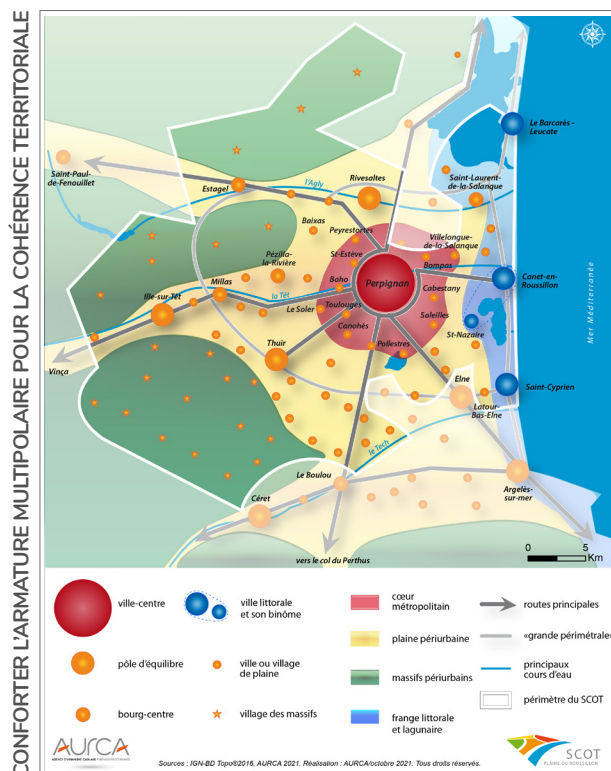 CONFORTER L'ARMATURE MULTIPOLAIRE POUR LA COHÉRENCE TERRITORIALE
Le Barcarès -
Leucate
Saint-Paul-
de-Fenouillet
Estagel
l'Agly
Rivesaltes
Saint-Laurent-
de-la-Salanque
Baixas
Peyrestortes
Villelongue-
de-la-Salanque
St-Estève
Bompas
Pézilla-
la-Rivière
Perpignan
Canet-en-
Roussillon
Mer Méditerranée
Millas
Baho
Cabestany
Ille-sur-Têt
la Têt
Le Soler
Toulouges
Saleilles
Canohès
St-Nazaire
Vinça
Thuir
Pollestres
Elne
Saint-Cyprien
Latour-
Bas-Elne
le Tech
Le Boulou
Céret
Argelès-
sur-mer
vers le col du Perthus
0 5
Km
ville-centre
ville littorale
et son binôme
cœur
métropolitain
routes principales
plaine périurbaine
«grande périmétrale»
pôle d'équilibre
ville ou village
de plaine
massifs périurbains
principaux
cours d'eau
bourg-centre
village des massifs
frange littorale
et lagunaire
périmètre du SCOT
AURCA
Sources : IGN-BD Topo®2016, AURCA 2021. Réalisation : AURCA/octobre 2021. Tous droits réservés.
SCOT
PLAINE DU ROUSSILLON